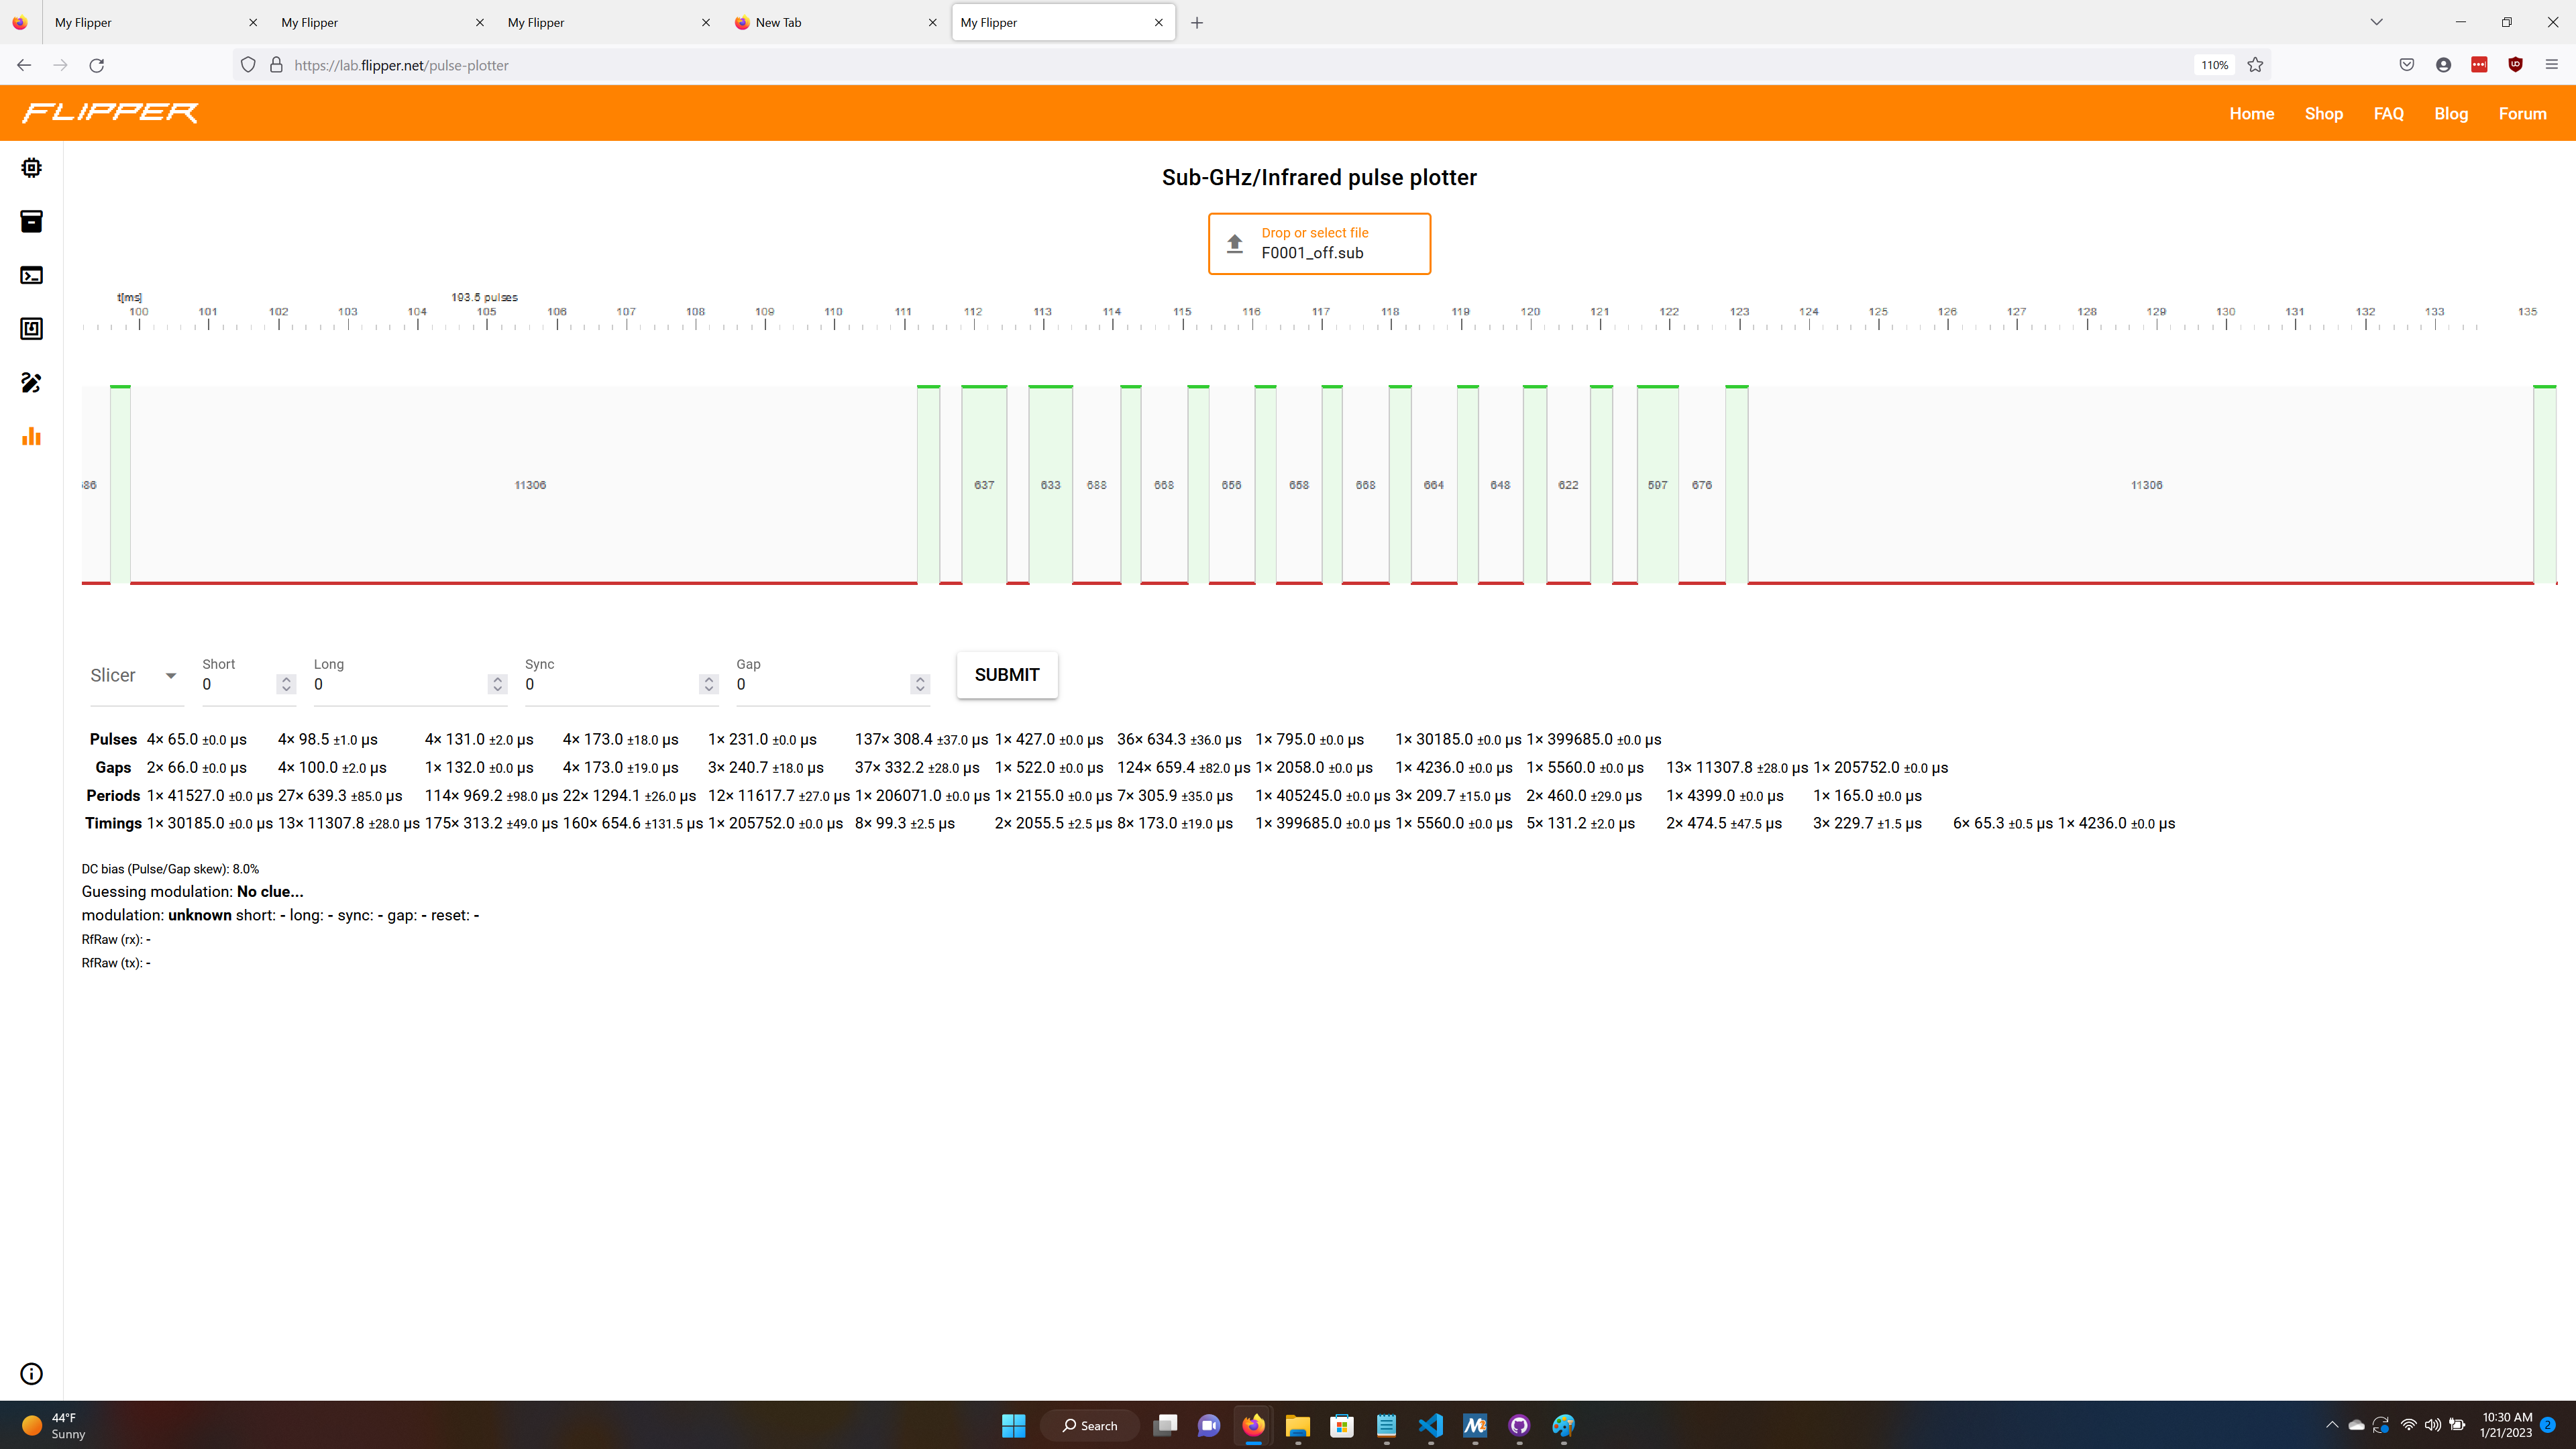 My Flipper
My Flipper
My Flipper
New Tab
My Flipper
https://lab.flipper.net/pulse-plotter
110%
FLIPPER
Home Shop FAQ Blog Forum
Sub-GHz/Infrared pulse plotter
Drop or select file
F0001_off.sub
t[ms] 193.5 pulses
100 101 102 103 104 105 106 107 108 109 110 111 112 113 114 115 116 117 118 119 120 121 122 123 124 125 126 127 128 129 130 131 132 133 135
11306 637 633 688 668 656 658 668 664 648 622 597 676 11306
Slicer Short 0 Long 0 Sync 0 Gap 0 SUBMIT
Pulses 4× 65.0 ±0.0 µs 4× 98.5 ±1.0 µs 4× 131.0 ±2.0 µs 4× 173.0 ±18.0 µs 1× 231.0 ±0.0 µs 137× 308.4 ±37.0 µs 1× 427.0 ±0.0 µs 36× 634.3 ±36.0 µs 1× 795.0 ±0.0 µs 1× 30185.0 ±0.0 µs 1× 399685.0 ±0.0 µs
Gaps 2× 66.0 ±0.0 µs 4× 100.0 ±2.0 µs 1× 132.0 ±0.0 µs 4× 173.0 ±19.0 µs 3× 240.7 ±18.0 µs 37× 332.2 ±28.0 µs 1× 522.0 ±0.0 µs 124× 659.4 ±82.0 µs 1× 2058.0 ±0.0 µs 1× 4236.0 ±0.0 µs 1× 5560.0 ±0.0 µs 13× 11307.8 ±28.0 µs 1× 205752.0 ±0.0 µs
Periods 1× 41527.0 ±0.0 µs 27× 639.3 ±85.0 µs 114× 969.2 ±98.0 µs 22× 1294.1 ±26.0 µs 12× 11617.7 ±27.0 µs 1× 206071.0 ±0.0 µs 1× 2155.0 ±0.0 µs 7× 305.9 ±35.0 µs 1× 405245.0 ±0.0 µs 3× 209.7 ±15.0 µs 2× 460.0 ±29.0 µs 1× 4399.0 ±0.0 µs 1× 165.0 ±0.0 µs
Timings 1× 30185.0 ±0.0 µs 13× 11307.8 ±28.0 µs 175× 313.2 ±49.0 µs 160× 654.6 ±131.5 µs 1× 205752.0 ±0.0 µs 8× 99.3 ±2.5 µs 2× 2055.5 ±2.5 µs 8× 173.0 ±19.0 µs 1× 399685.0 ±0.0 µs 1× 5560.0 ±0.0 µs 5× 131.2 ±2.0 µs 2× 474.5 ±47.5 µs 3× 229.7 ±1.5 µs 6× 65.3 ±0.5 µs 1× 4236.0 ±0.0 µs
DC bias (Pulse/Gap skew): 8.0%
Guessing modulation: No clue...
modulation: unknown short: - long: - sync: - gap: - reset: -
RfRaw (rx): -
RfRaw (tx): -
44°F
Sunny
Search
10:30 AM
1/21/2023
2